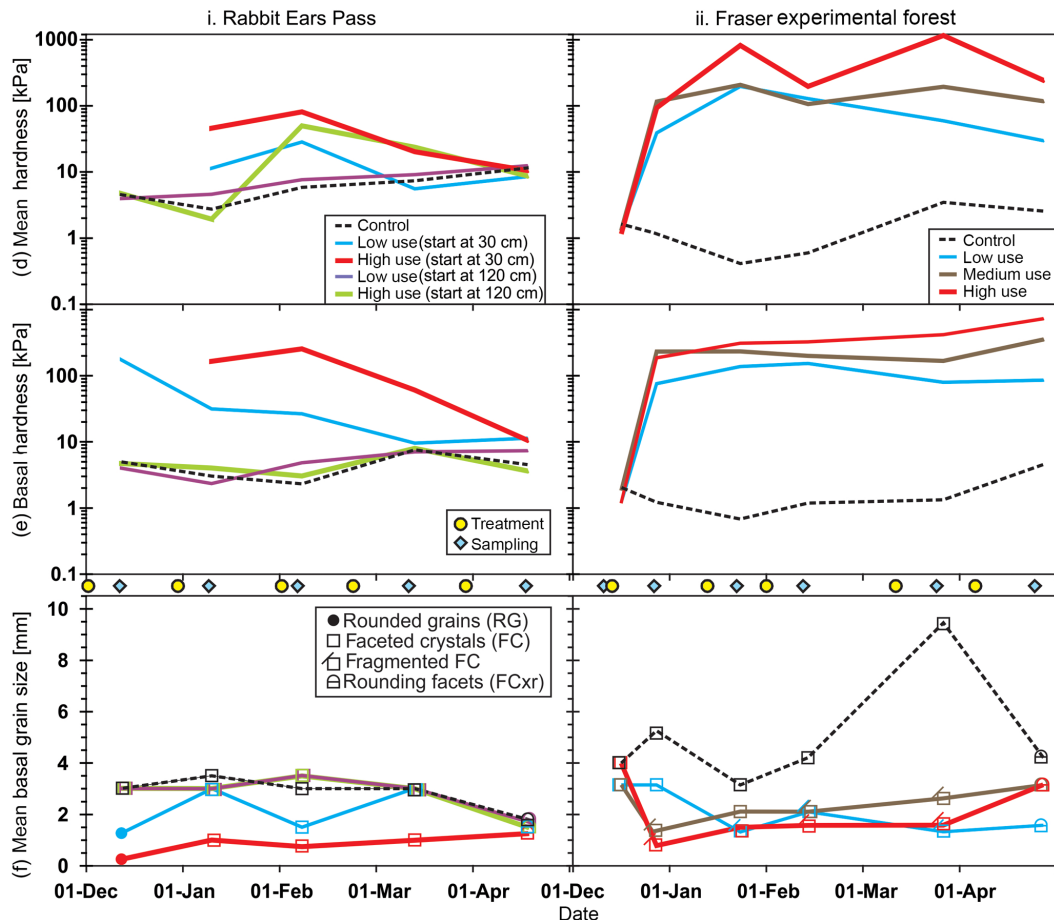 i. Rabbit Ears Pass
ii. Fraser experimental forest
(d) Mean hardness [kPa]
1000
100
10
1
0.1
Control
Low use (start at 30 cm)
High use (start at 30 cm)
Low use (start at 120 cm)
High use (start at 120 cm)
Control
Low use
Medium use
High use
(e) Basal hardness [kPa]
100
10
1
0.1
Treatment
Sampling
(f) Mean basal grain size [mm]
10
8
6
4
2
0
Rounded grains (RG)
Faceted crystals (FC)
Fragmented FC
Rounding facets (FCxr)
01-Dec 01-Jan 01-Feb 01-Mar 01-Apr 01-Dec 01-Jan 01-Feb 01-Mar 01-Apr
Date